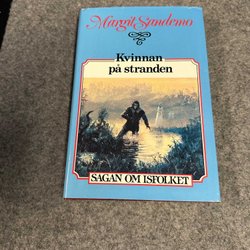 Margit Sandemo
Kvinnan
på stranden
SAGAN OM ISFOLKET